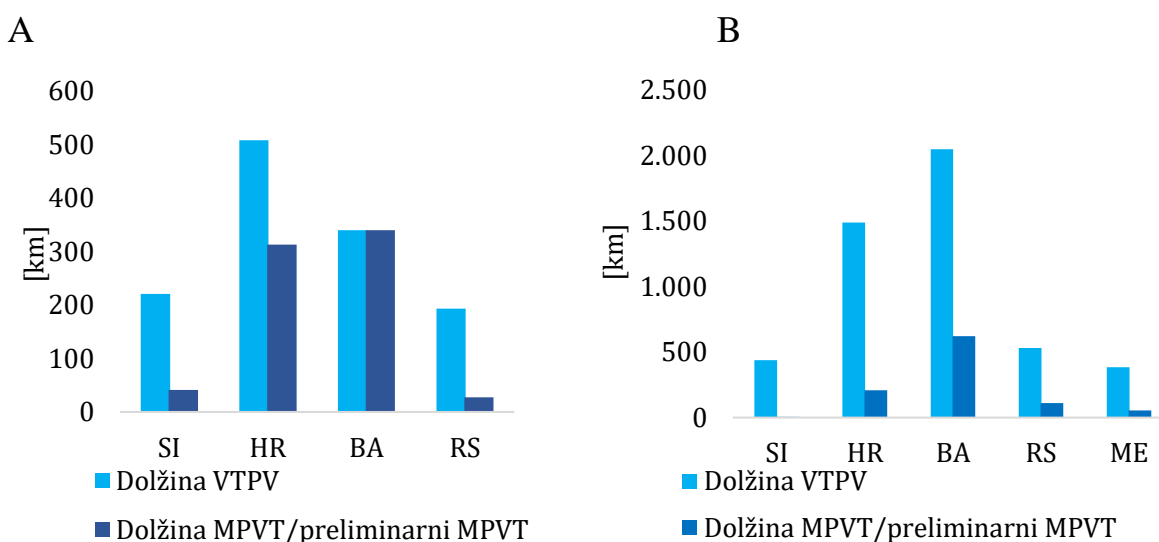 A
600
500
400
300
200
100
0
[km]
SI HR BA RS
Dolžina VTPV
Dolžina MPVT/preliminarni MPVT
B
2.500
2.000
1.500
1.000
500
0
[km]
SI HR BA RS ME
Dolžina VTPV
Dolžina MPVT/preliminarni MPVT